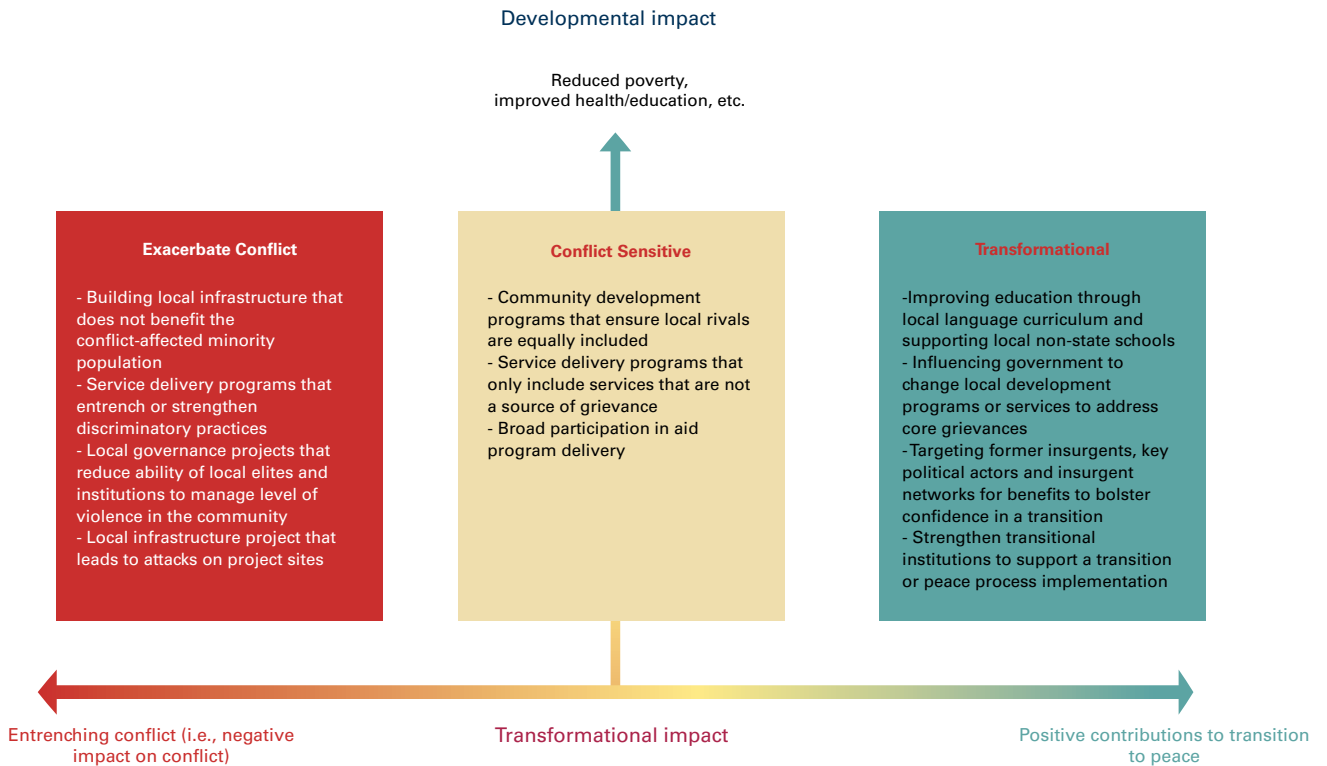 Developmental impact
Reduced poverty,
improved health/education, etc.
Exacerbate Conflict
- Building local infrastructure that
does not benefit the
conflict-affected minority
population
- Service delivery programs that
entrench or strengthen
discriminatory practices
- Local governance projects that
reduce ability of local elites and
institutions to manage level of
violence in the community
- Local infrastructure project that
leads to attacks on project sites
Conflict Sensitive
- Community development
programs that ensure local rivals
are equally included
- Service delivery programs that
only include services that are not
a source of grievance
- Broad participation in aid
program delivery
Transformational
-Improving education through
local language curriculum and
supporting local non-state schools
- Influencing government to
change local development
programs or services to address
core grievances
-Targeting former insurgents, key
political actors and insurgent
networks for benefits to bolster
confidence in a transition
- Strengthen transitional
institutions to support a transition
or peace process implementation
Entrenching conflict (i.e., negative
impact on conflict)
Transformational impact
Positive contributions to transition
to peace